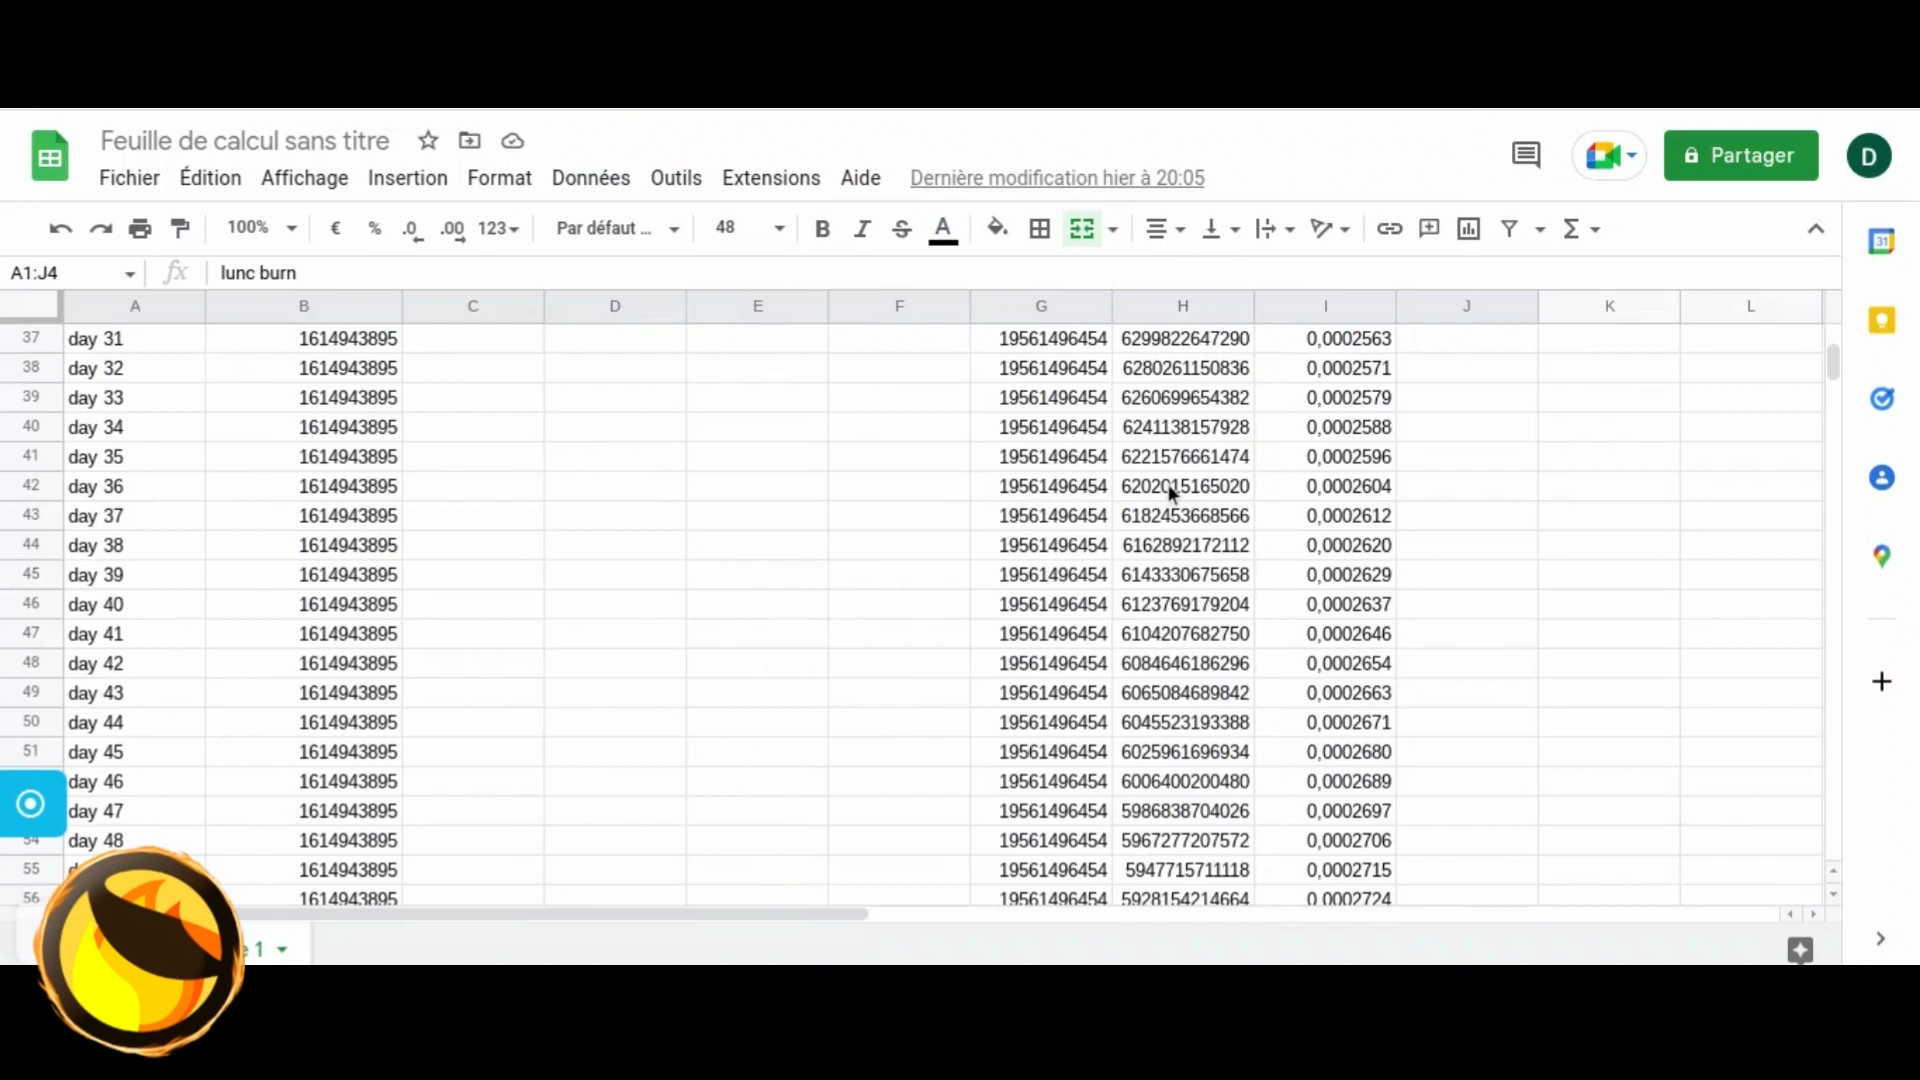 Feuille de calcul sans titre
Fichier Édition Affichage Insertion Format Données Outils Extensions Aide Dernière modification hier à 20:05
Partager
D
100% € % .0 .00 123 Par défaut ... 48 B I S A
31
A1:J4 fx lunc burn
A B C D E F G H I J K L
37 day 31 1614943895 19561496454 6299822647290 0,0002563
38 day 32 1614943895 19561496454 6280261150836 0,0002571
39 day 33 1614943895 19561496454 6260699654382 0,0002579
40 day 34 1614943895 19561496454 6241138157928 0,0002588
41 day 35 1614943895 19561496454 6221576661474 0,0002596
42 day 36 1614943895 19561496454 6202015165020 0,0002604
43 day 37 1614943895 19561496454 6182453668566 0,0002612
44 day 38 1614943895 19561496454 6162892172112 0,0002620
45 day 39 1614943895 19561496454 6143330675658 0,0002629
46 day 40 1614943895 19561496454 6123769179204 0,0002637
47 day 41 1614943895 19561496454 6104207682750 0,0002646
48 day 42 1614943895 19561496454 6084646186296 0,0002654
49 day 43 1614943895 19561496454 6065084689842 0,0002663
50 day 44 1614943895 19561496454 6045523193388 0,0002671
51 day 45 1614943895 19561496454 6025961696934 0,0002680
day 46 1614943895 19561496454 6006400200480 0,0002689
day 47 1614943895 19561496454 5986838704026 0,0002697
54 day 48 1614943895 19561496454 5967277207572 0,0002706
55 1614943895 19561496454 5947715711118 0,0002715
56 1614943895 19561496454 5928154214664 0,0002724
e 1